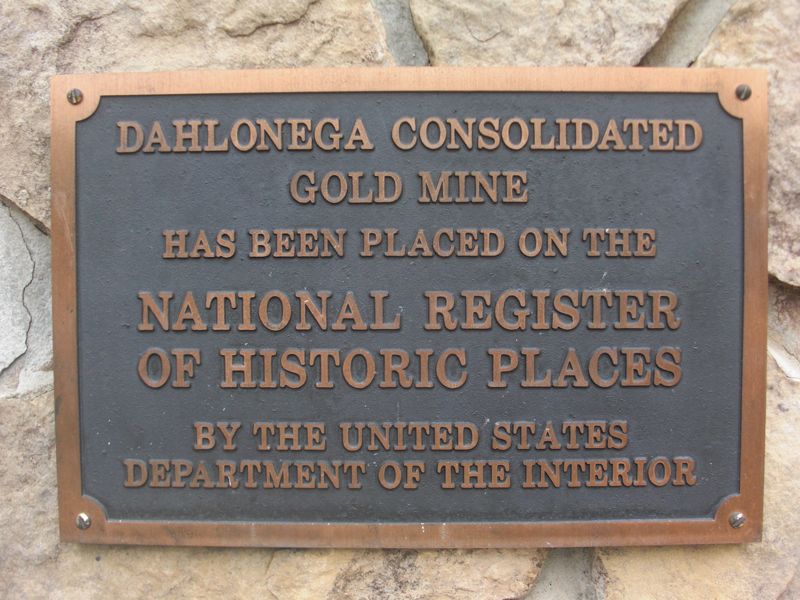 DAHLONEGA CONSOLIDATED
GOLD MINE
HAS BEEN PLACED ON THE
NATIONAL REGISTER
OF HISTORIC PLACES
BY THE UNITED STATES
DEPARTMENT OF THE INTERIOR